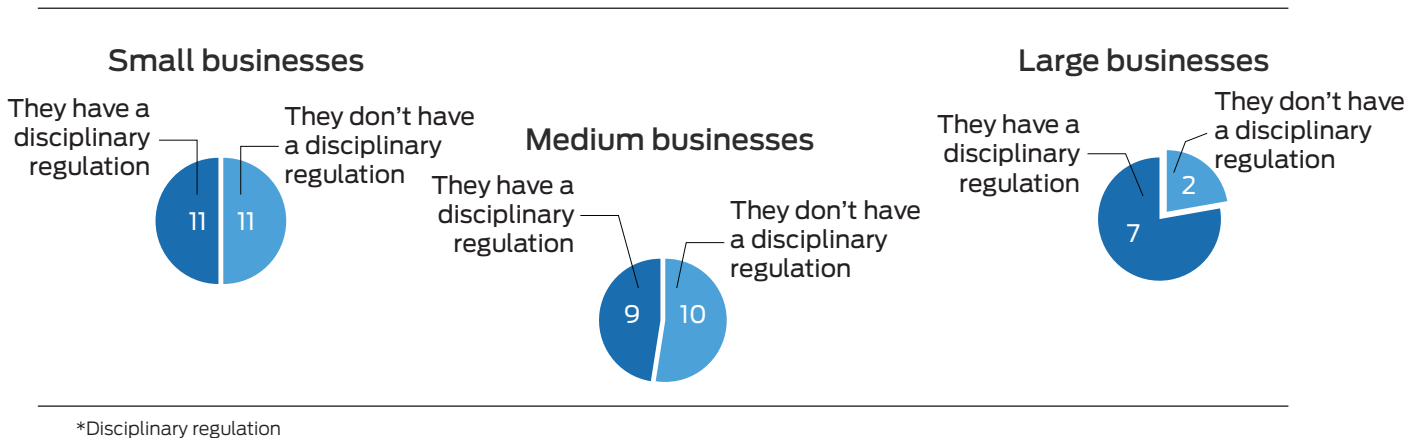 Small businesses
They have a
disciplinary
regulation
They don’t have
a disciplinary
regulation
11
11
Medium businesses
They have a
disciplinary
regulation
They don’t have
a disciplinary
regulation
9
10
Large businesses
They have a
disciplinary
regulation
They don’t have
a disciplinary
regulation
2
7
*Disciplinary regulation